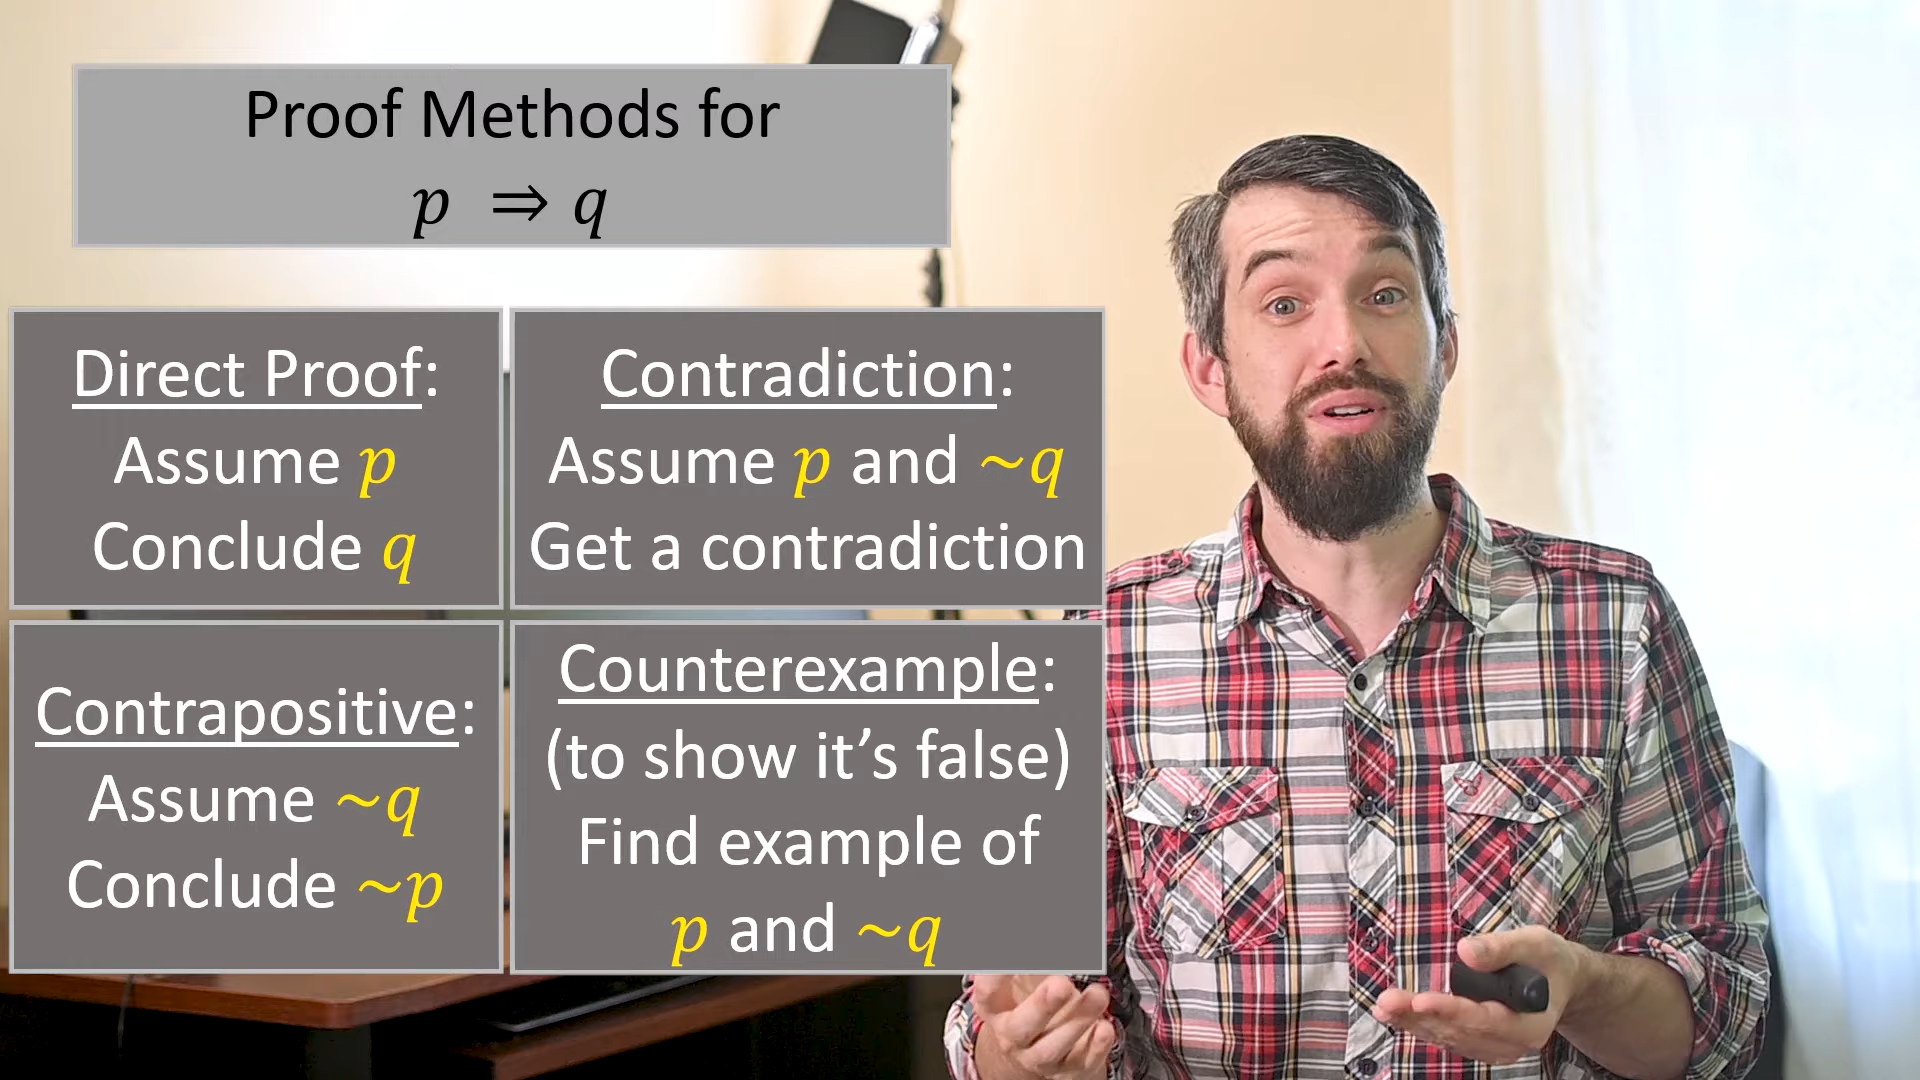 Proof Methods for
p ⇒ q
Direct Proof:
Assume p
Conclude q
Contradiction:
Assume p and ~q
Get a contradiction
Contrapositive:
Assume ~q
Conclude ~p
Counterexample:
(to show it’s false)
Find example of
p and ~q